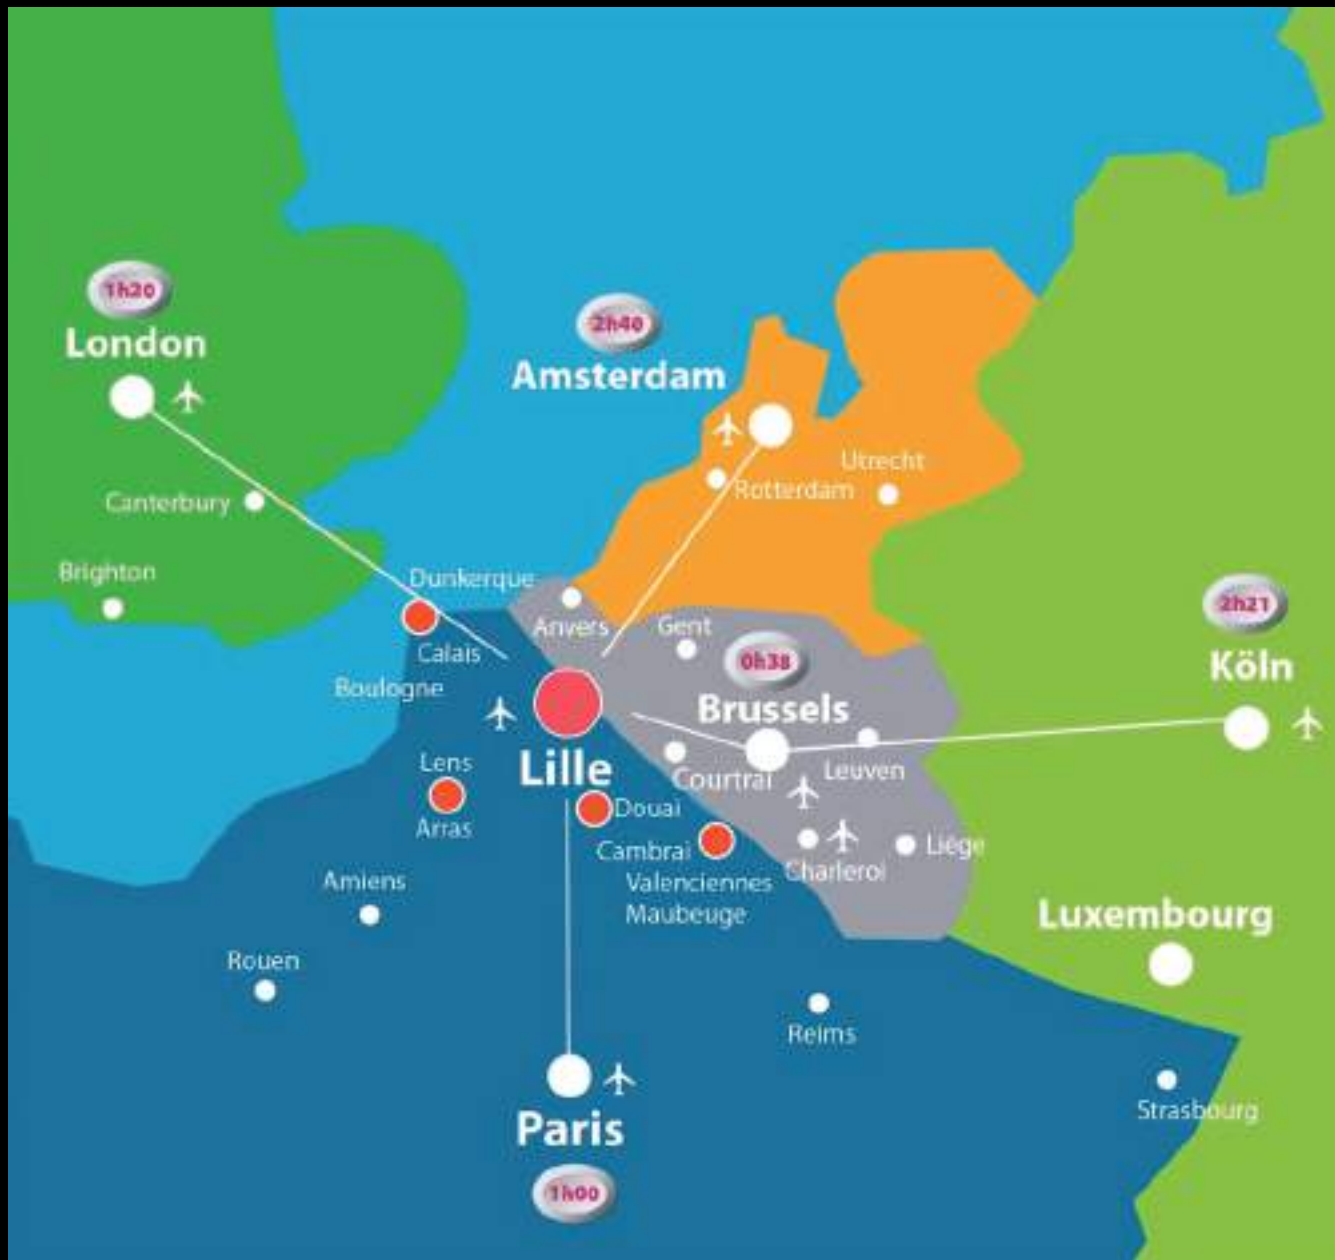 1h20
London
2h40
Amsterdam
Utrecht
Rotterdam
Canterbury
Brighton
Dunkerque
Anvers
Gent
Calais
Boulogne
0h38
Brussels
2h21
Köln
Lille
Courtrai
Leuven
Lens
Arras
Douai
Cambrai
Valenciennes
Maubeuge
Charleroi
Liége
Amiens
Luxembourg
Rouen
Reims
Strasbourg
Paris
1h00